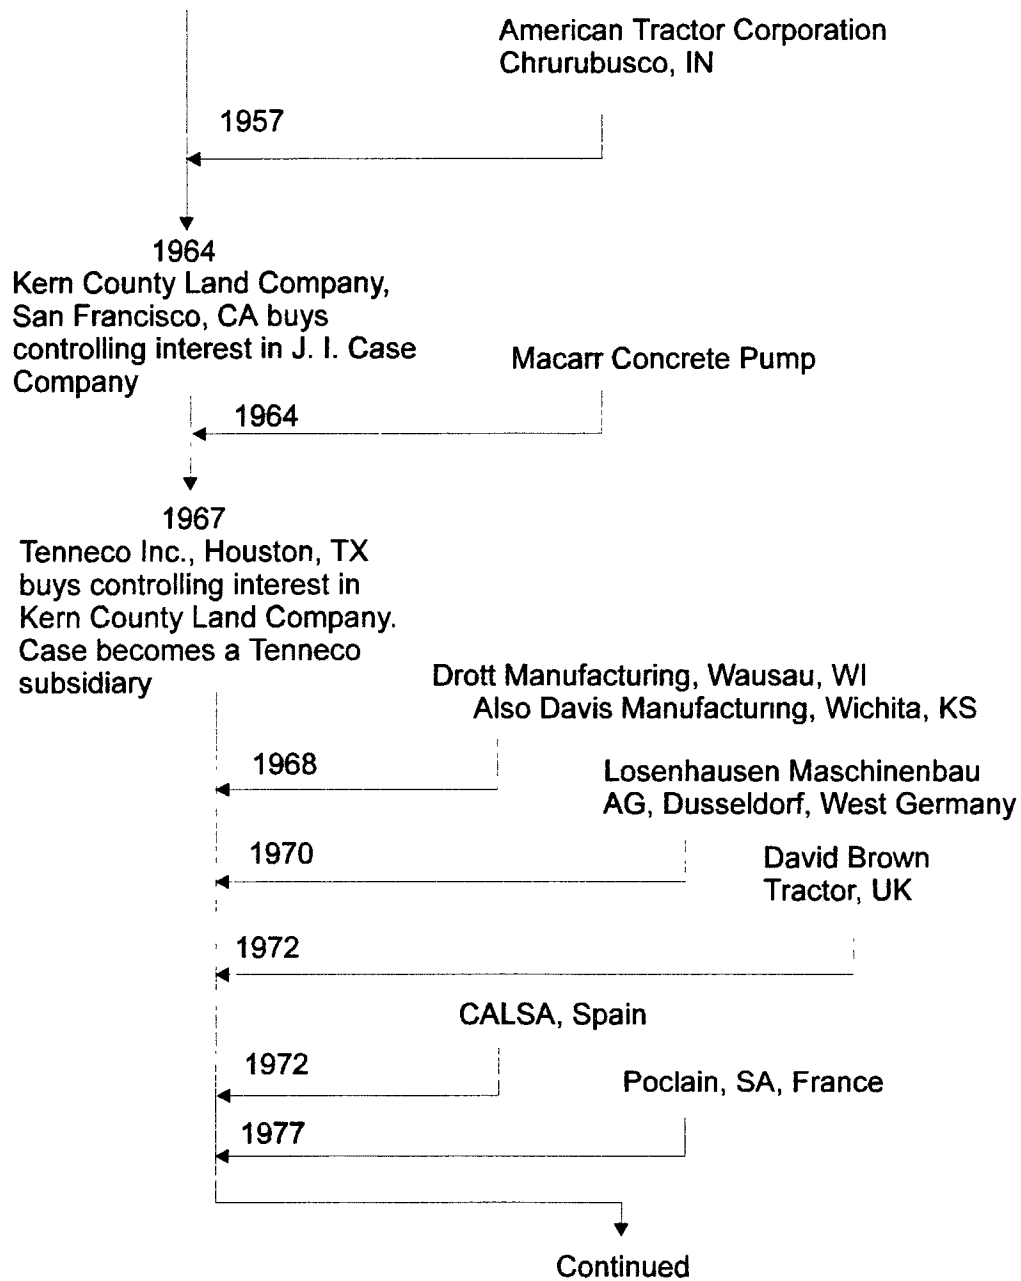 American Tractor Corporation
Chrurubusco, IN
1957
1964
Kern County Land Company,
San Francisco, CA buys
controlling interest in J. I. Case
Company
Macarr Concrete Pump
1964
1967
Tenneco Inc., Houston, TX
buys controlling interest in
Kern County Land Company.
Case becomes a Tenneco
subsidiary
Drott Manufacturing, Wausau, WI
Also Davis Manufacturing, Wichita, KS
1968
Losenhausen Maschinenbau
AG, Dusseldorf, West Germany
1970
David Brown
Tractor, UK
1972
CALSA, Spain
1972
Poclain, SA, France
1977
Continued